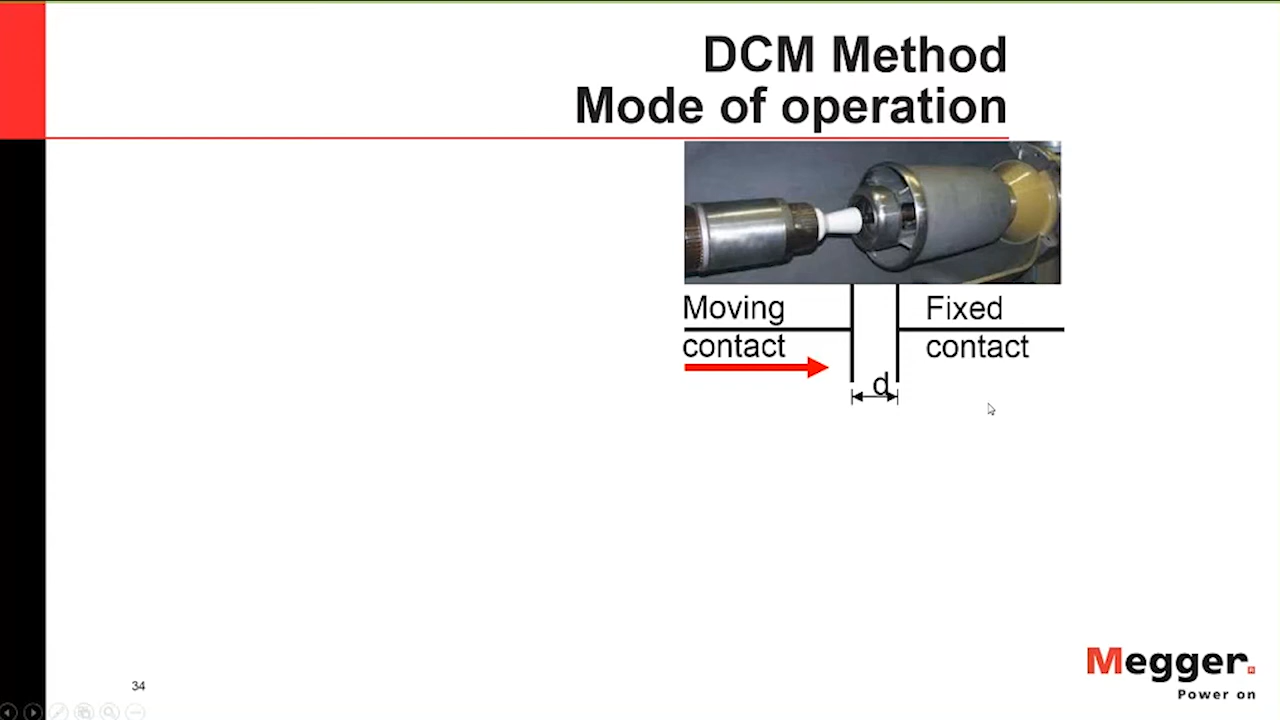 DCM Method
Mode of operation
Moving
contact
Fixed
contact
d
34
Megger.
Power on